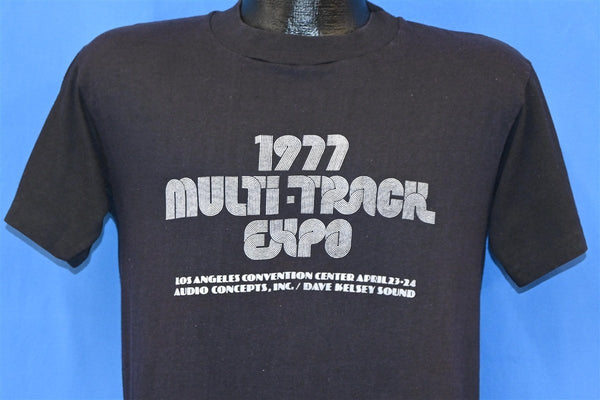 1977
MULTI-TRACK
EXPO
LOS ANGELES CONVENTION CENTER APRIL 23-24
AUDIO CONCEPTS, INC. / DAVE KELSEY SOUND